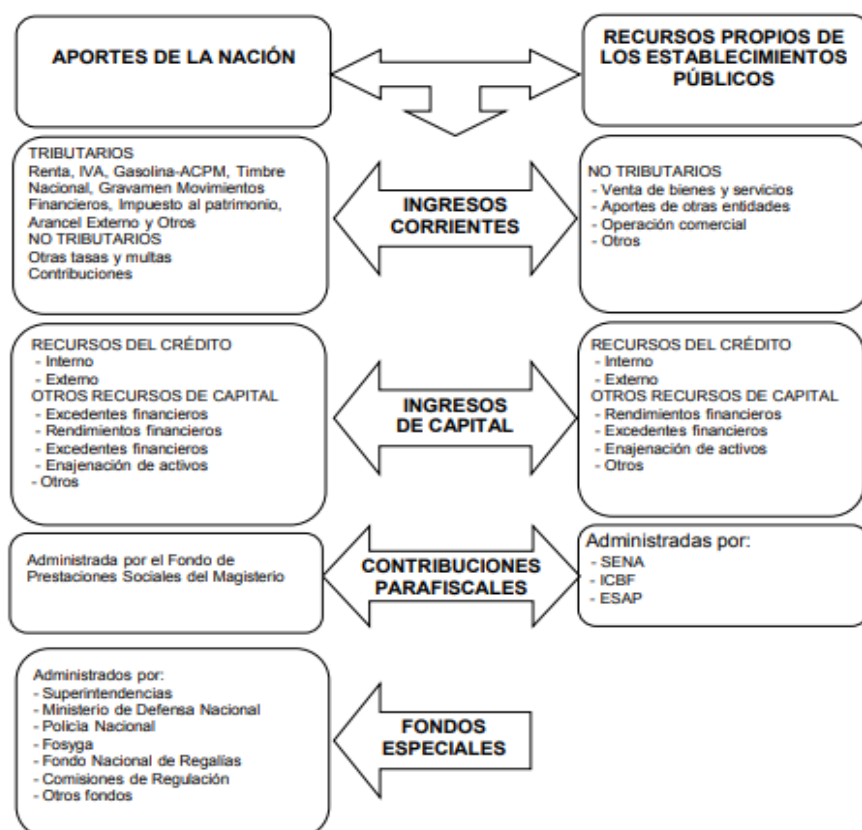 APORTES DE LA NACIÓN
RECURSOS PROPIOS DE
LOS ESTABLECIMIENTOS
PÚBLICOS
TRIBUTARIOS
Renta, IVA, Gasolina-ACPM, Timbre
Nacional, Gravamen Movimientos
Financieros, Impuesto al patrimonio,
Arancel Externo y Otros
NO TRIBUTARIOS
Otras tasas y multas
Contribuciones
INGRESOS
CORRIENTES
NO TRIBUTARIOS
- Venta de bienes y servicios
- Aportes de otras entidades
- Operación comercial
- Otros
RECURSOS DEL CRÉDITO
- Interno
- Externo
OTROS RECURSOS DE CAPITAL
- Excedentes financieros
- Rendimientos financieros
- Excedentes financieros
- Enajenación de activos
- Otros
INGRESOS
DE CAPITAL
RECURSOS DEL CRÉDITO
- Interno
- Externo
OTROS RECURSOS DE CAPITAL
- Rendimientos financieros
- Excedentes financieros
- Enajenación de activos
- Otros
Administrada por el Fondo de
Prestaciones Sociales del Magisterio
CONTRIBUCIONES
PARAFISCALES
Administradas por:
- SENA
- ICBF
- ESAP
Administrados por:
- Superintendencias
- Ministerio de Defensa Nacional
- Policía Nacional
- Fosyga
- Fondo Nacional de Regalías
- Comisiones de Regulación
- Otros fondos
FONDOS
ESPECIALES